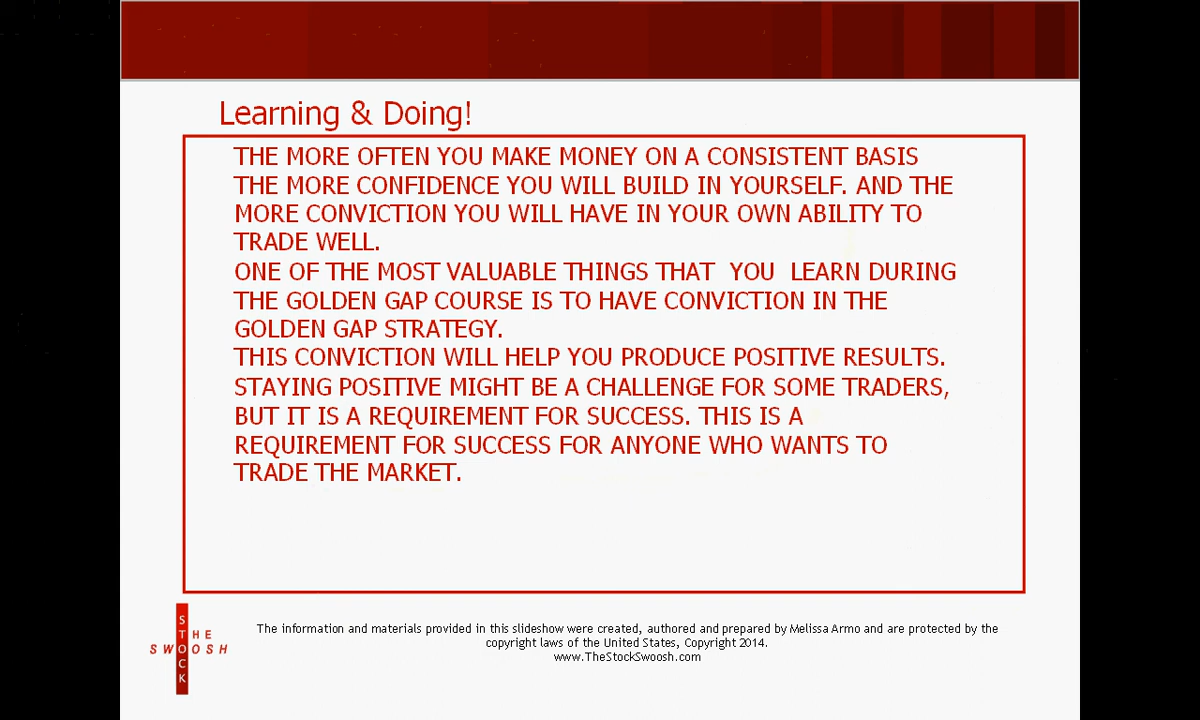 Learning & Doing!
THE MORE OFTEN YOU MAKE MONEY ON A CONSISTENT BASIS
THE MORE CONFIDENCE YOU WILL BUILD IN YOURSELF. AND THE
MORE CONVICTION YOU WILL HAVE IN YOUR OWN ABILITY TO
TRADE WELL.
ONE OF THE MOST VALUABLE THINGS THAT  YOU  LEARN DURING
THE GOLDEN GAP COURSE IS TO HAVE CONVICTION IN THE
GOLDEN GAP STRATEGY.
THIS CONVICTION WILL HELP YOU PRODUCE POSITIVE RESULTS.
STAYING POSITIVE MIGHT BE A CHALLENGE FOR SOME TRADERS,
BUT IT IS A REQUIREMENT FOR SUCCESS. THIS IS A
REQUIREMENT FOR SUCCESS FOR ANYONE WHO WANTS TO
TRADE THE MARKET.
THE
STOCK
SWOOSH
The information and materials provided in this slideshow were created, authored and prepared by Melissa Armo and are protected by the
copyright laws of the United States, Copyright 2014.
www.TheStockSwoosh.com